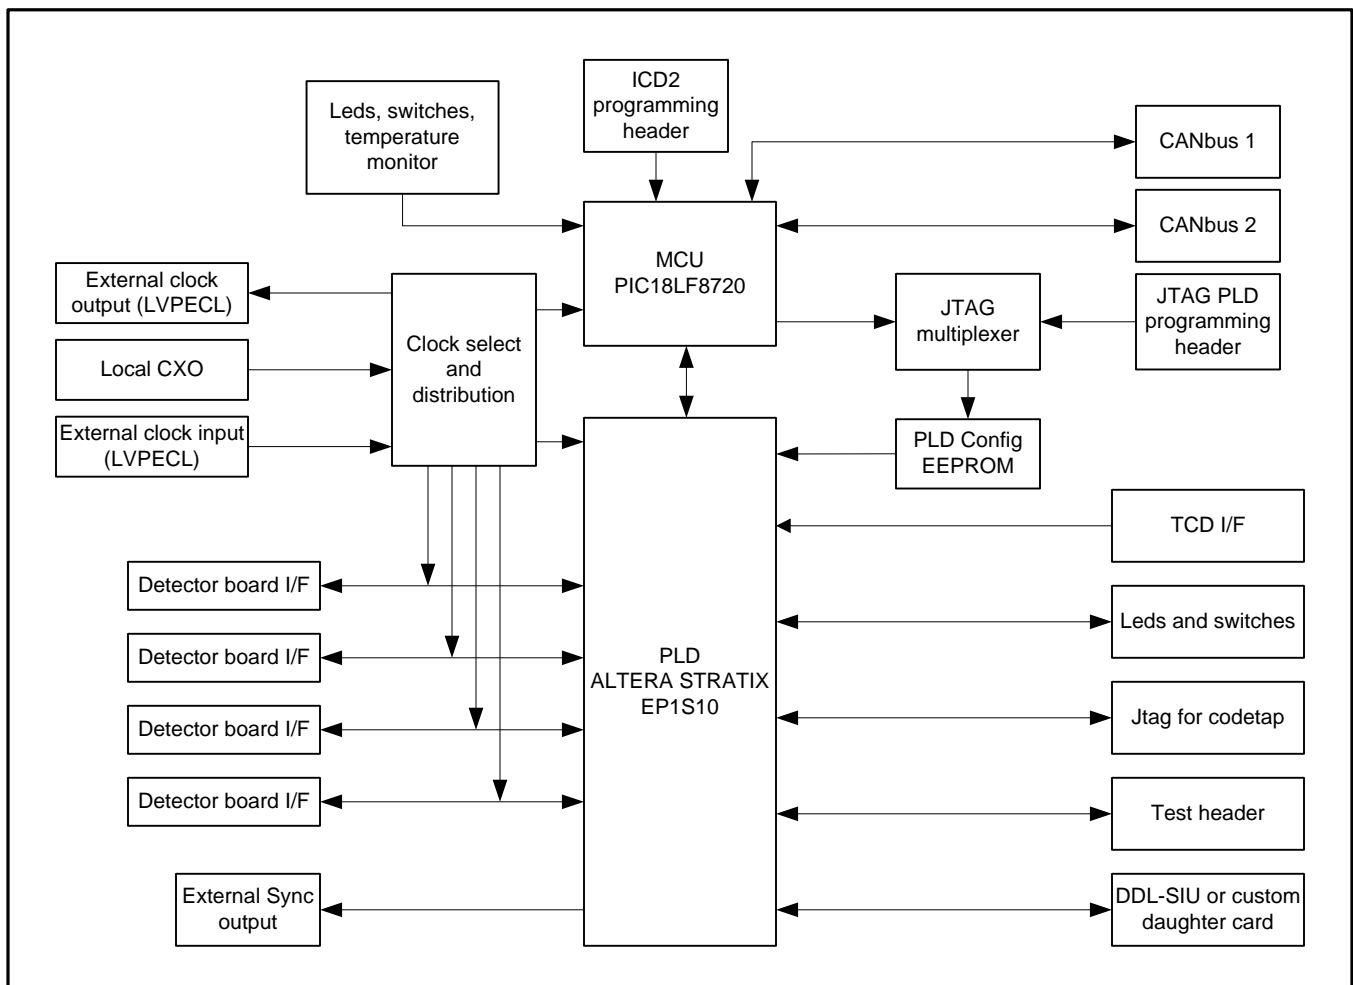 ICD2
programming
header
Leds, switches,
temperature
monitor
CANbus 1
CANbus 2
MCU
PIC18LF8720
External clock
output (LVPECL)
Local CXO
External clock input
(LVPECL)
Clock select
and
distribution
JTAG
multiplexer
JTAG PLD
programming
header
PLD Config
EEPROM
TCD I/F
Detector board I/F
Detector board I/F
Detector board I/F
Detector board I/F
PLD
ALTERA STRATIX
EP1S10
Leds and switches
Jtag for codetap
Test header
External Sync
output
DDL-SIU or custom
daughter card